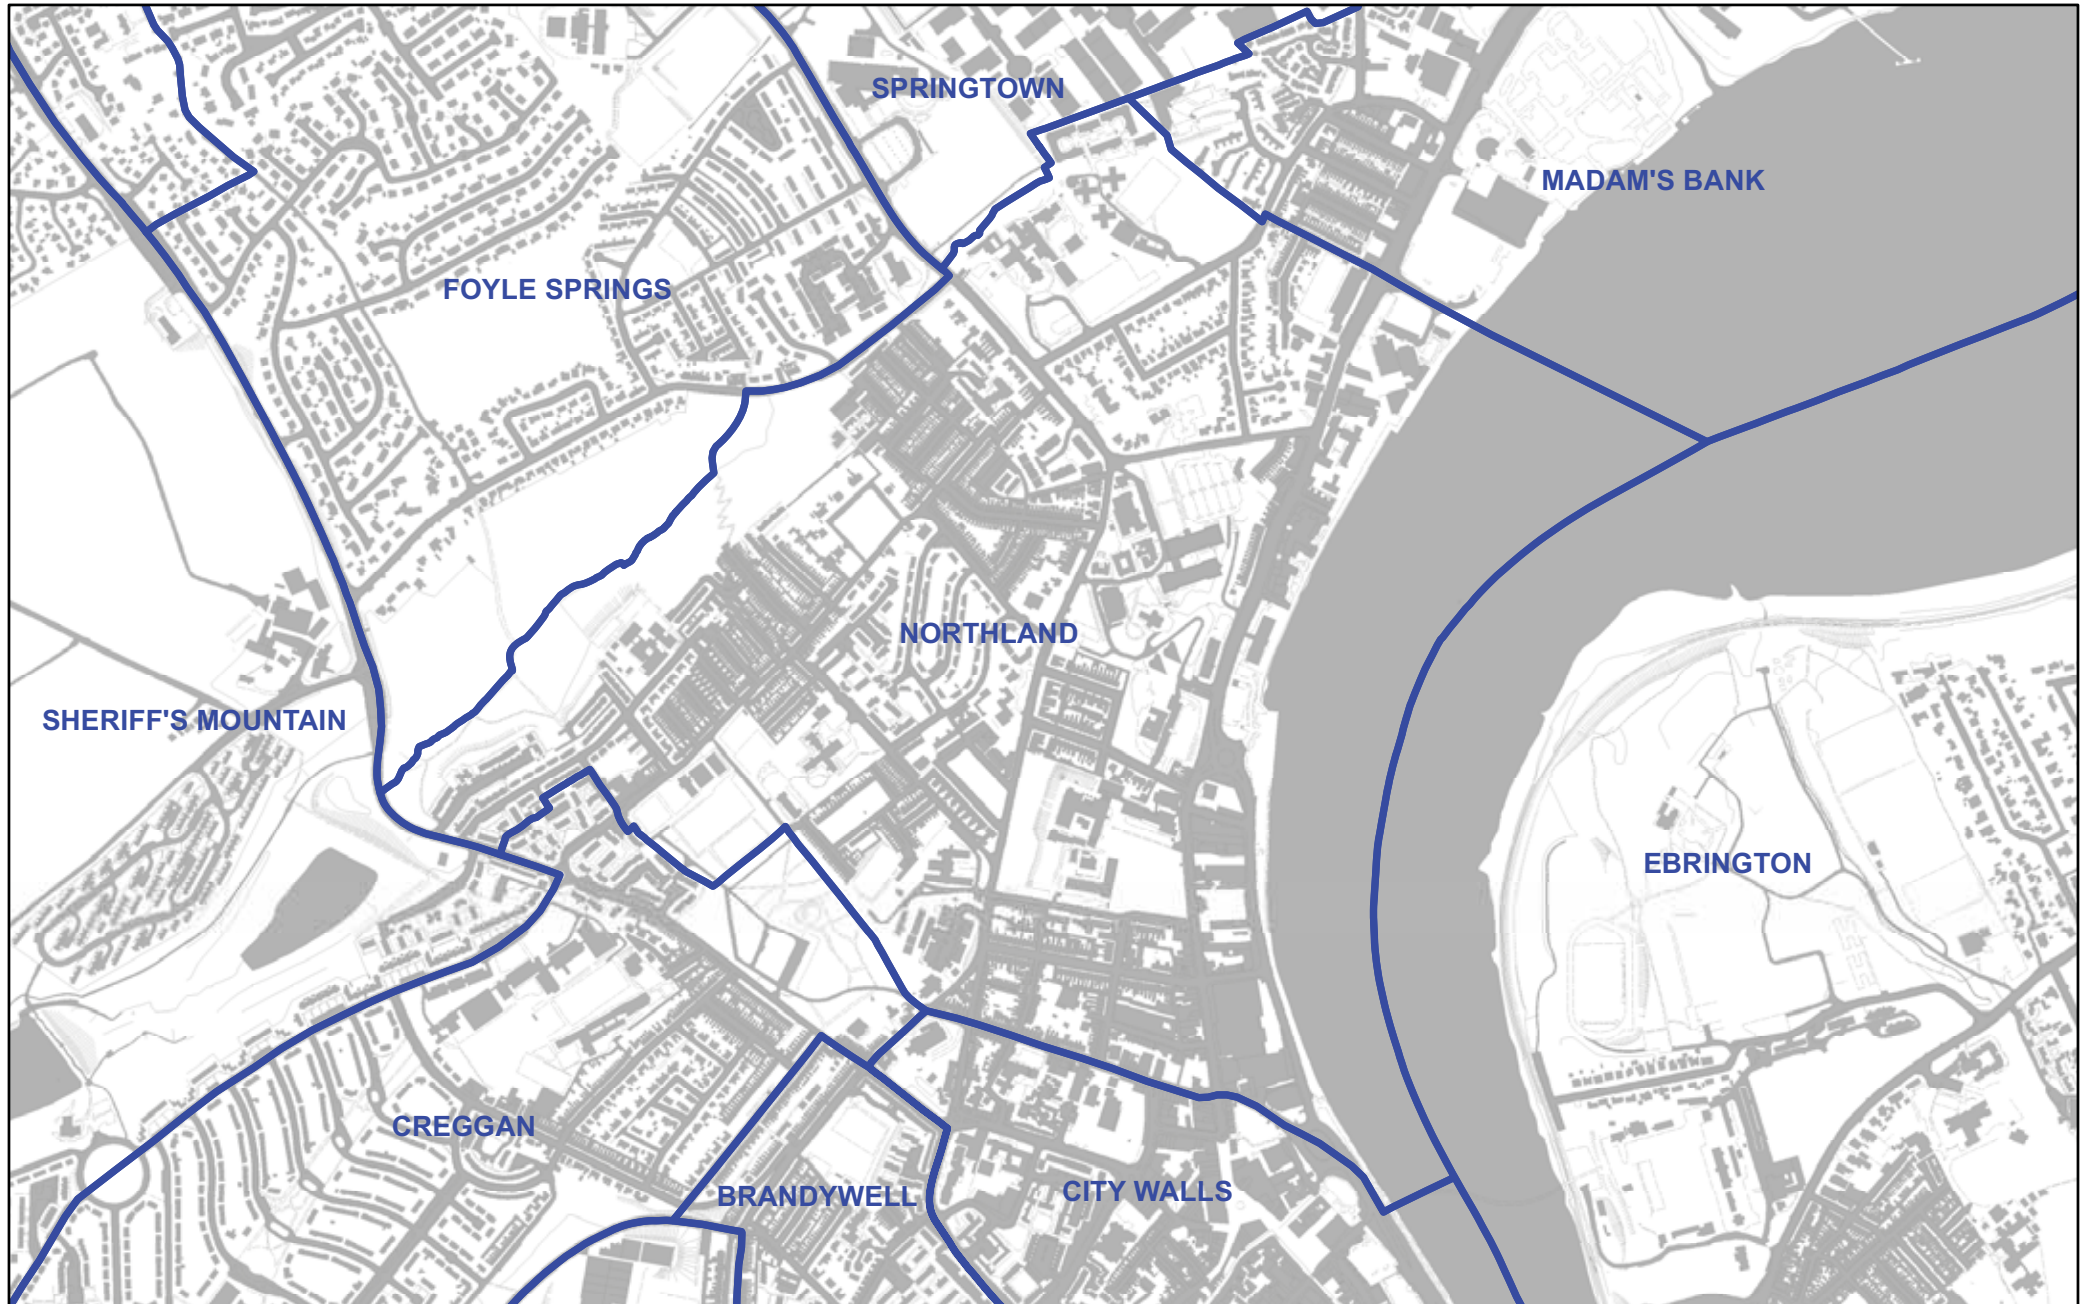 SPRINGTOWN
MADAM'S BANK
FOYLE SPRINGS
NORTHLAND
SHERIFF'S MOUNTAIN
EBRINGTON
CREGGAN
BRANDYWELL
CITY WALLS